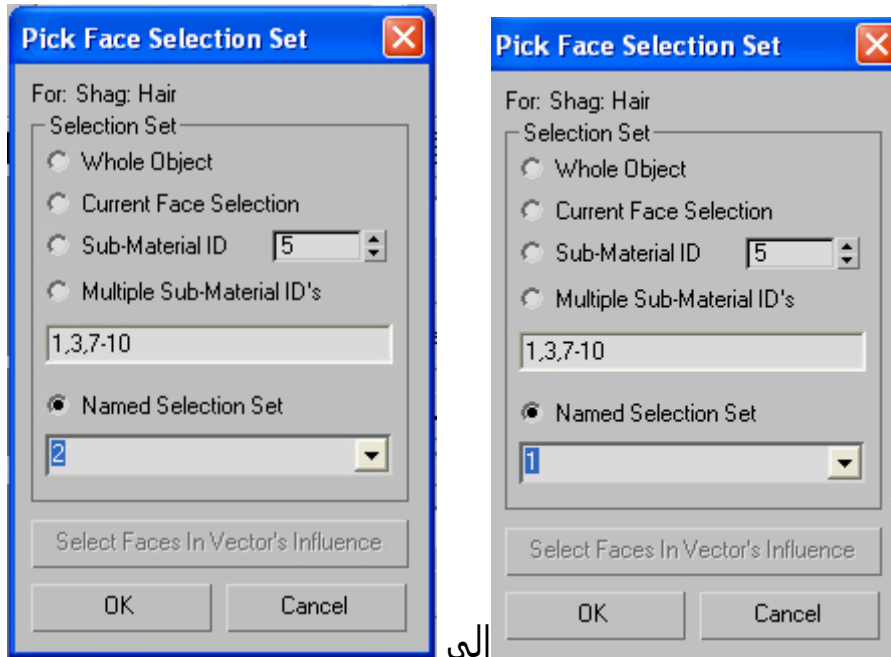 Pick Face Selection Set
For: Shag: Hair
Selection Set
Whole Object
Current Face Selection
Sub-Material ID 5
Multiple Sub-Material ID's
1,3,7-10
Named Selection Set
2
Select Faces In Vector's Influence
OK Cancel
الى
Pick Face Selection Set
For: Shag: Hair
Selection Set
Whole Object
Current Face Selection
Sub-Material ID 5
Multiple Sub-Material ID's
1,3,7-10
Named Selection Set
1
Select Faces In Vector's Influence
OK Cancel